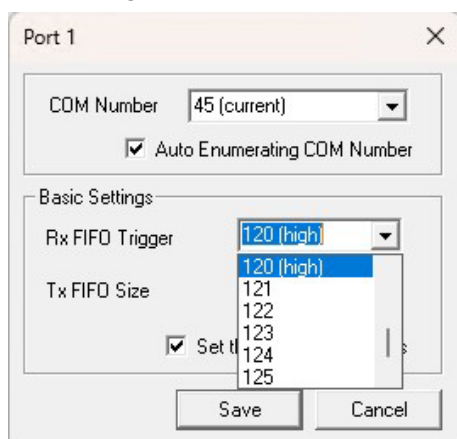 Port 1
COM Number 45 (current)
Auto Enumerating COM Number
Basic Settings
Rx FIFO Trigger 120 (high)
120 (high)
Tx FIFO Size 121
122
123
Set 124
125
Save Cancel